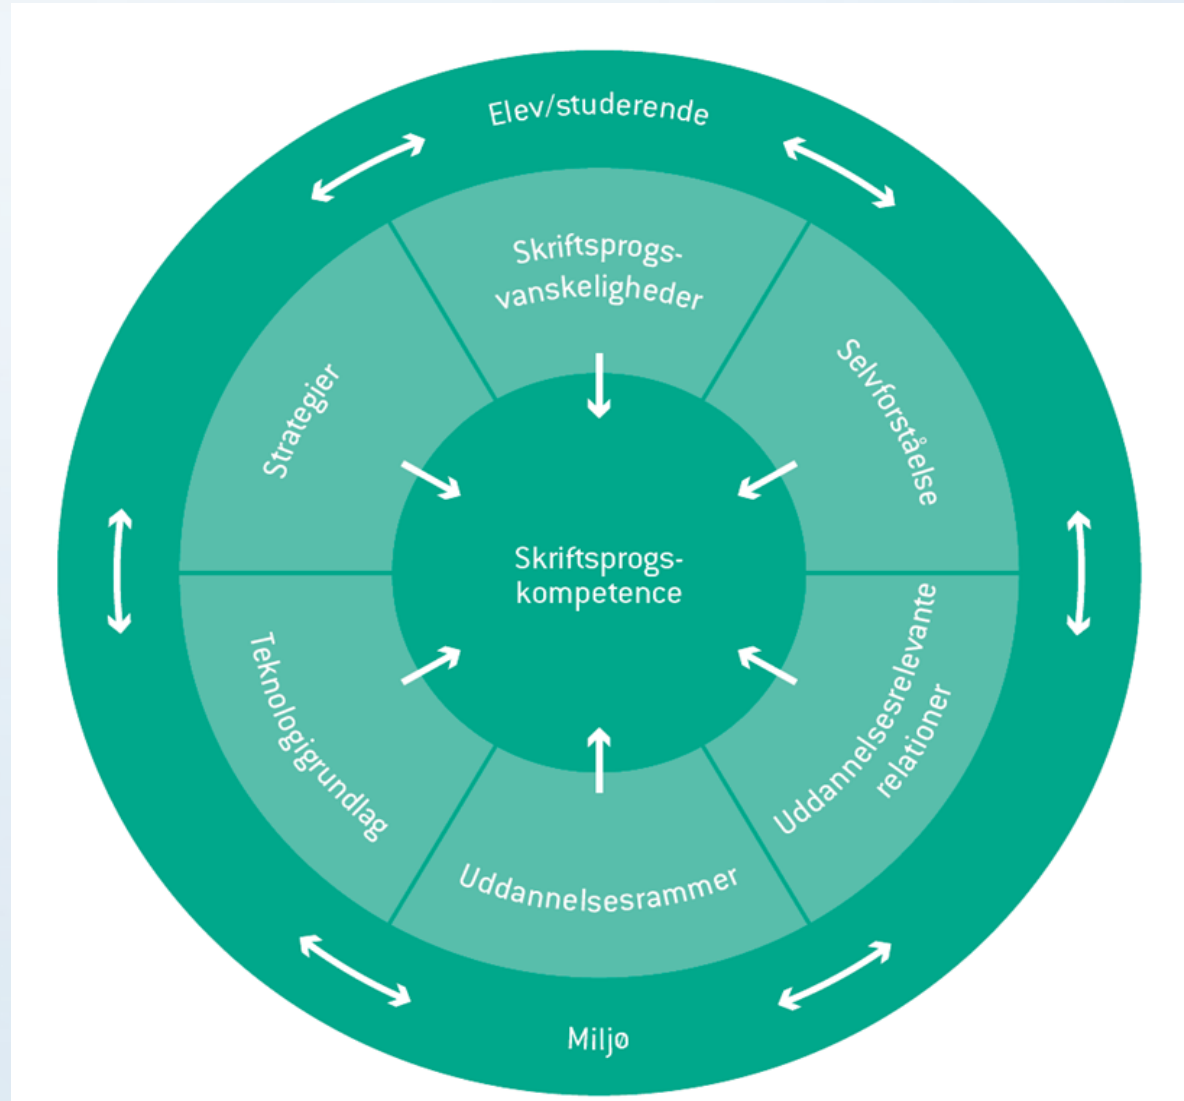 Elev/studerende
Skriftsprogs-
vanskeligheder
Selvforståelse
Strategier
Skriftsprogs-
kompetence
Uddannelsesrelevante
relationer
Teknologigrundlag
Uddannelsesrammer
Miljø